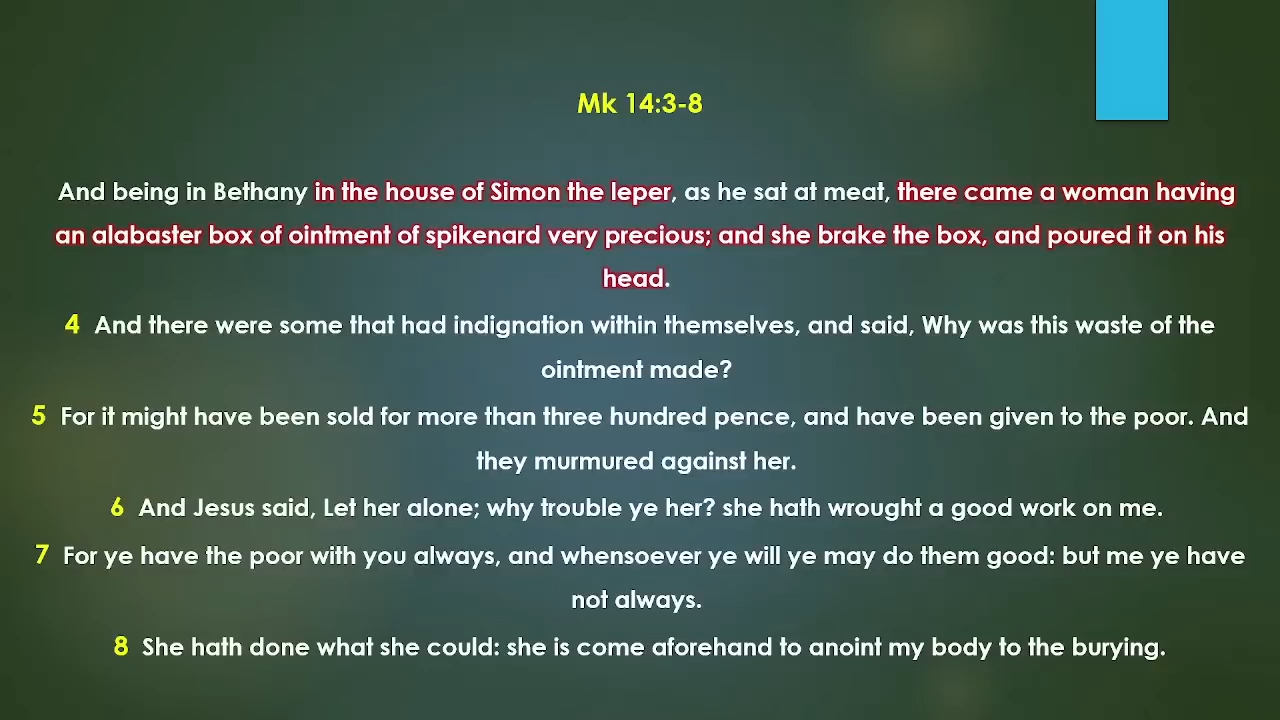 Mk 14:3-8
And being in Bethany in the house of Simon the leper, as he sat at meat, there came a woman having
an alabaster box of ointment of spikenard very precious; and she brake the box, and poured it on his
head.
4 And there were some that had indignation within themselves, and said, Why was this waste of the
ointment made?
5 For it might have been sold for more than three hundred pence, and have been given to the poor. And
they murmured against her.
6 And Jesus said, Let her alone; why trouble ye her? she hath wrought a good work on me.
7 For ye have the poor with you always, and whensoever ye will ye may do them good: but me ye have
not always.
8 She hath done what she could: she is come aforehand to anoint my body to the burying.